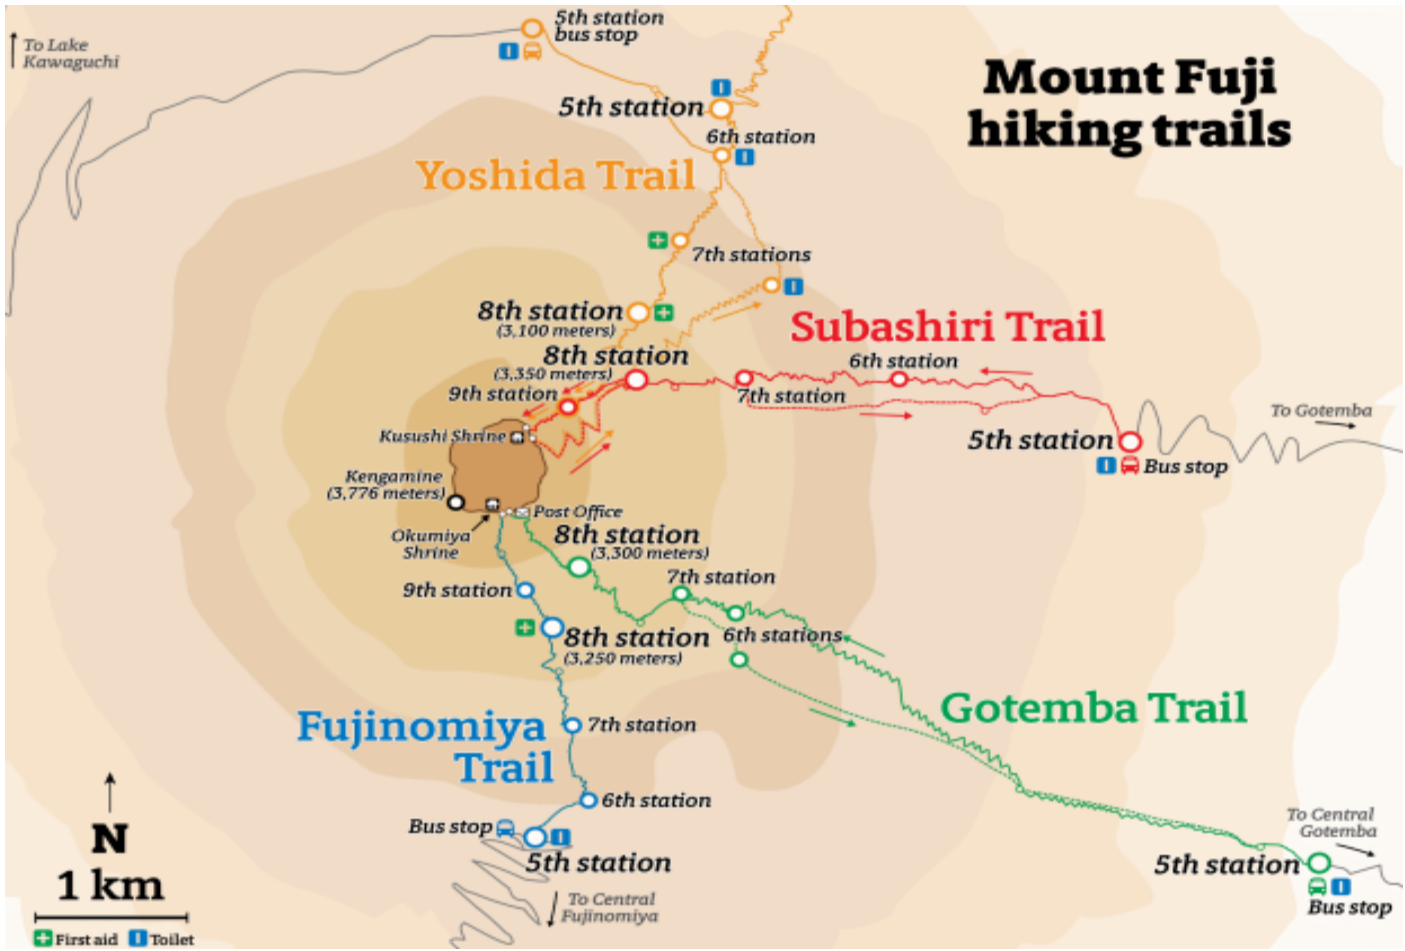 5th station
bus stop
To Lake
Kawaguchi
Mount Fuji
hiking trails
5th station
6th station
Yoshida Trail
7th stations
8th station
(3,100 meters)
Subashiri Trail
8th station
(3,350 meters)
6th station
9th station
7th station
To Gotemba
Kusushi Shrine
5th station
Bus stop
Kengamine
(3,776 meters)
Post Office
Okumiya
Shrine
8th station
(3,300 meters)
7th station
9th station
8th station
(3,250 meters)
6th stations
Gotemba Trail
Fujinomiya
Trail
7th station
6th station
Bus stop
5th station
To Central
Gotemba
5th station
Bus stop
To Central
Fujinomiya
N
1 km
First aid
Toilet